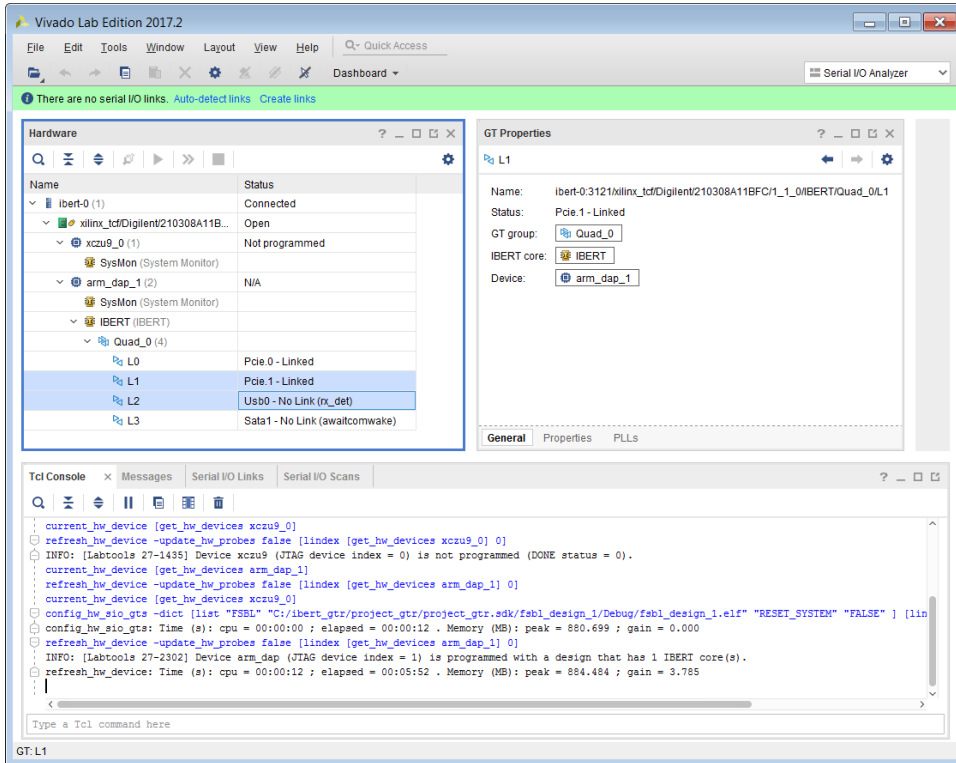 Vivado Lab Edition 2017.2
File Edit Tools Window Layout View Help Quick Access
Dashboard Serial I/O Analyzer
There are no serial I/O links. Auto-detect links Create links
Hardware
Name Status
ibert-0 (1) Connected
xilinx_tcf/Digilent/210308A11B... Open
xczu9_0 (1) Not programmed
SysMon (System Monitor)
arm_dap_1 (2) N/A
SysMon (System Monitor)
IBERT (IBERT)
Quad_0 (4)
L0 Pcie.0 - Linked
L1 Pcie.1 - Linked
L2 Usb0 - No Link (rx_det)
L3 Sata1 - No Link (awaitcomwake)
GT Properties
L1
Name: ibert-0:3121/xilinx_tcf/Digilent/210308A11BFC/1_1_0/IBERT/Quad_0/L1
Status: Pcie.1 - Linked
GT group: Quad_0
IBERT core: IBERT
Device: arm_dap_1
General Properties PLLs
Tcl Console Messages Serial I/O Links Serial I/O Scans
current_hw_device [get_hw_devices xczu9_0]
refresh_hw_device -update_hw_probes false [lindex [get_hw_devices xczu9_0] 0]
INFO: [Labtools 27-1435] Device xczu9 (JTAG device index = 0) is not programmed (DONE status = 0).
current_hw_device [get_hw_devices arm_dap_1]
refresh_hw_device -update_hw_probes false [lindex [get_hw_devices arm_dap_1] 0]
current_hw_device [get_hw_devices xczu9_0]
config_hw_sio_gts -dict [list "FSBL" "C:/ibert_gtr/project_gtr/project_gtr.sdk/fsbl_design_1/Debug/fsbl_design_1.elf" "RESET_SYSTEM" "FALSE" ] [lin
config_hw_sio_gts: Time (s): cpu = 00:00:00 ; elapsed = 00:00:12 . Memory (MB): peak = 880.699 ; gain = 0.000
refresh_hw_device -update_hw_probes false [lindex [get_hw_devices arm_dap_1] 0]
INFO: [Labtools 27-2302] Device arm_dap (JTAG device index = 1) is programmed with a design that has 1 IBERT core(s).
refresh_hw_device: Time (s): cpu = 00:00:12 ; elapsed = 00:05:52 . Memory (MB): peak = 884.484 ; gain = 3.785
Type a Tcl command here
GT: L1